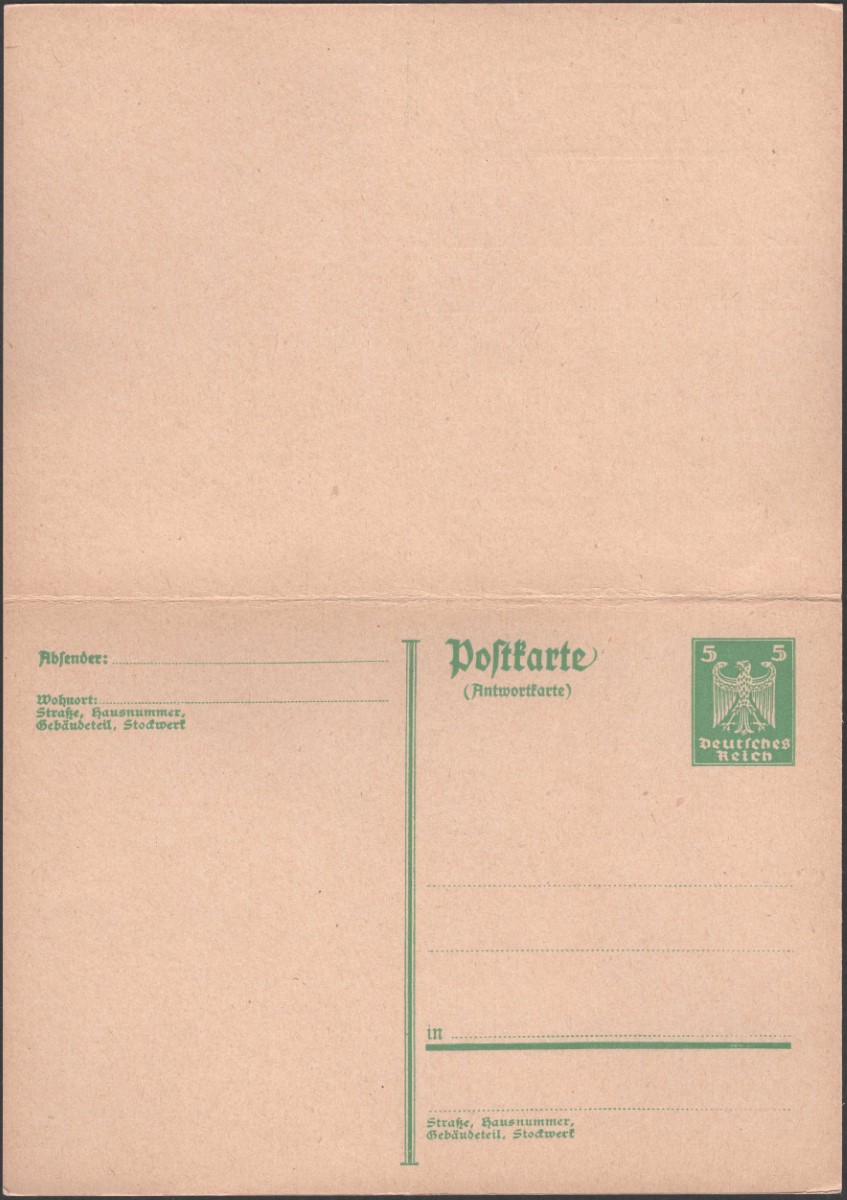 Absender:
Wohnort:
Straße, Hausnummer,
Gebäudeteil, Stockwerk
Postkarte
(Antwortkarte)
5 5
Deutsches
Reich
in
Straße, Hausnummer,
Gebäudeteil, Stockwerk